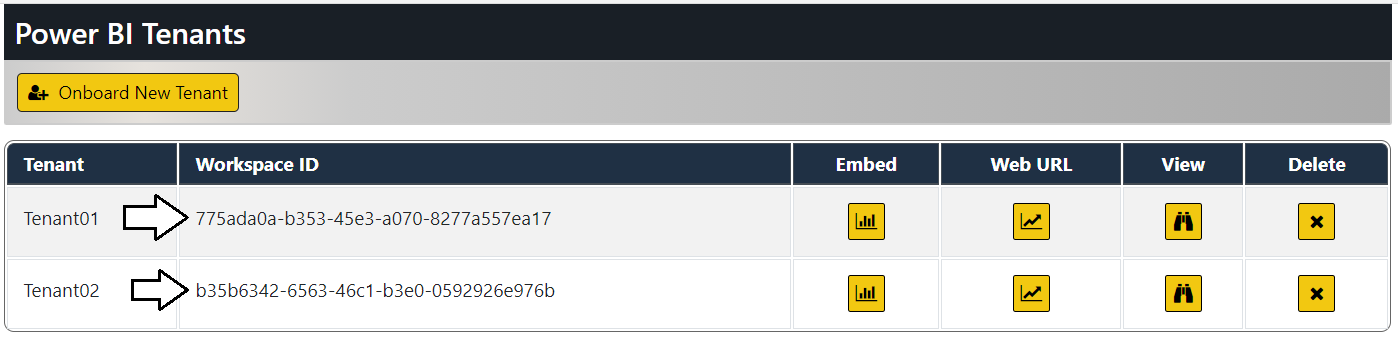 Power BI Tenants
Onboard New Tenant
Tenant Workspace ID Embed Web URL View Delete
Tenant01 775ada0a-b353-45e3-a070-8277a557ea17
Tenant02 b35b6342-6563-46c1-b3e0-0592926e976b